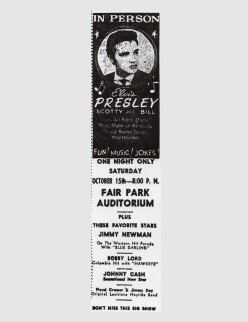 IN PERSON
Elvis
PRESLEY
SCOTTY and BILL
FUN! MUSIC! JOKES!
ONE NIGHT ONLY
SATURDAY
OCTOBER 15th—8:00 P. M.
FAIR PARK
AUDITORIUM
PLUS
THESE FAVORITE STARS
JIMMY NEWMAN
On The Western Hit Parade
With "BLUE DARLING"
BOBBY LORD
Columbia Hit with "HAWKEYE"
JOHNNY CASH
Sensational New Star
Floyd Cramer & Jimmy Day
Original Louisiana Hayride Band
DON'T MISS THIS BIG SHOW